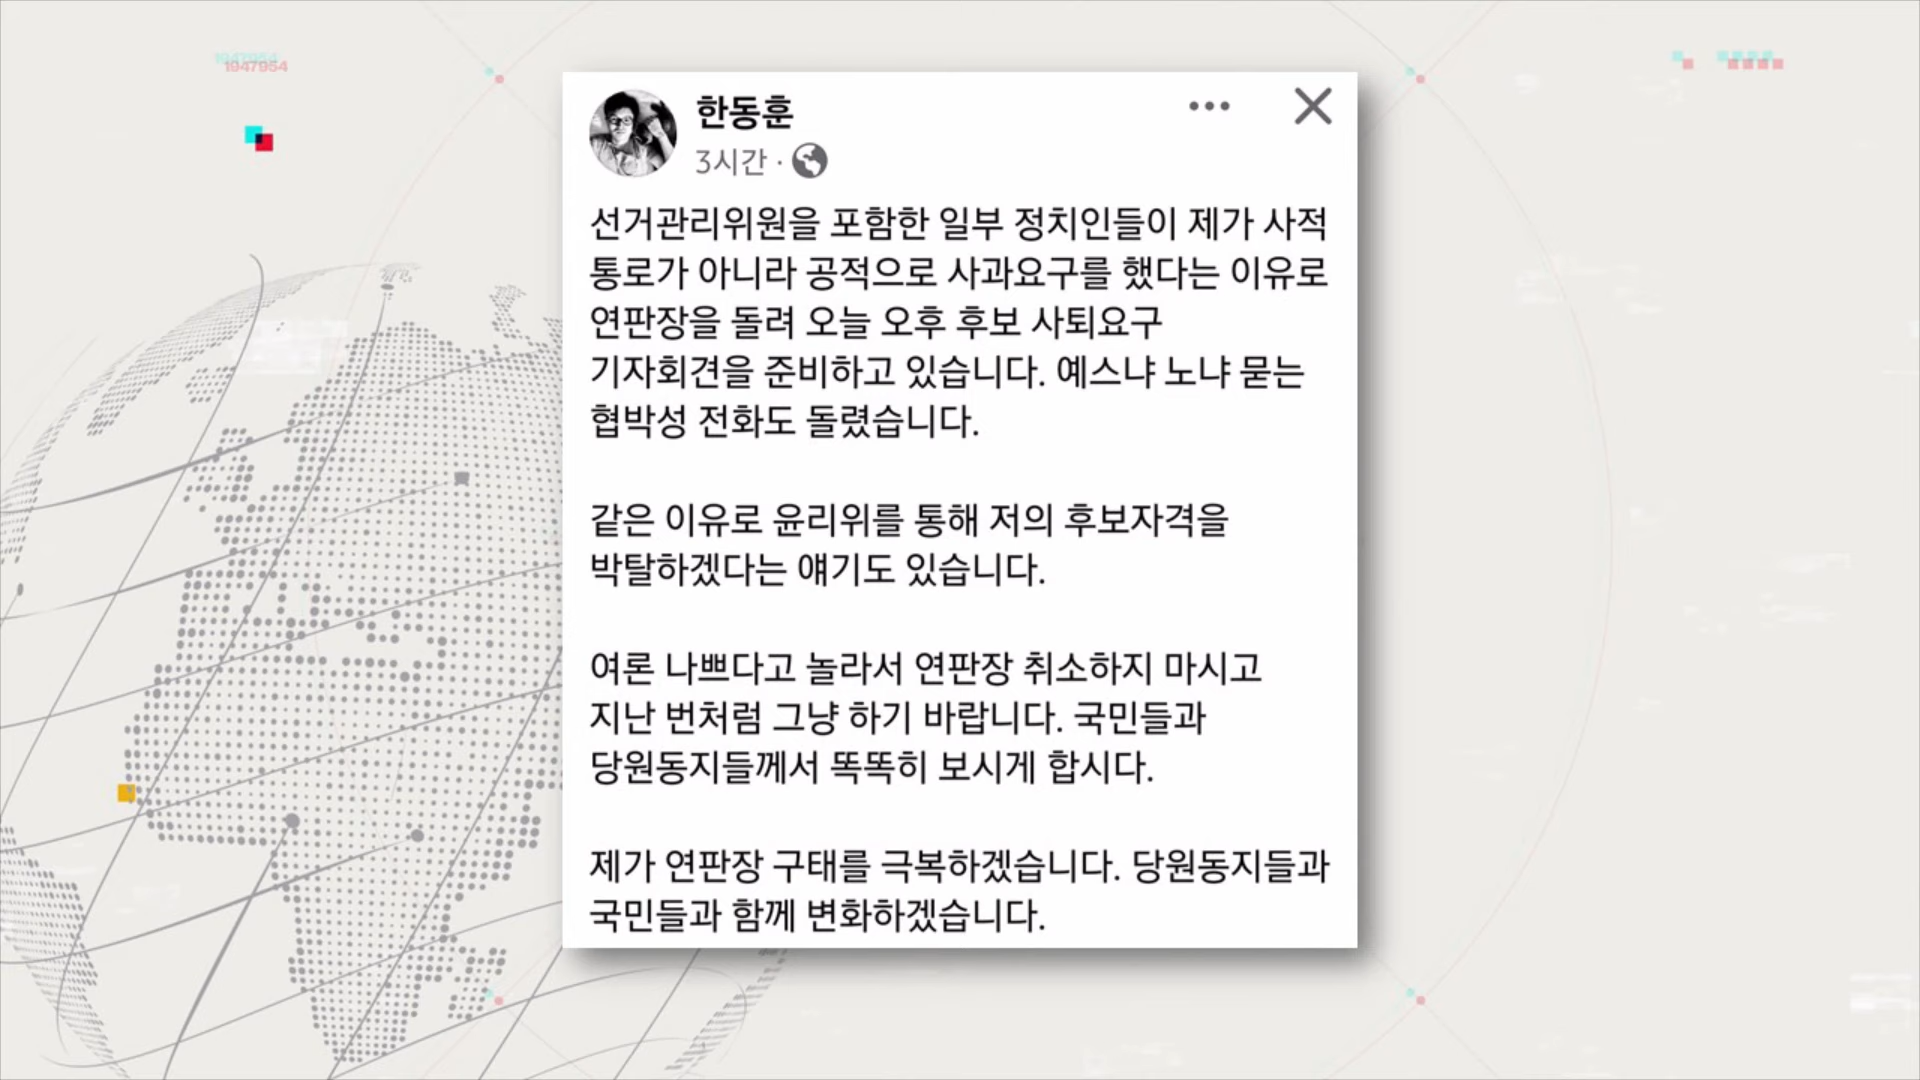 1947954
1947954
한동훈
3시간 ·
선거관리위원을 포함한 일부 정치인들이 제가 사적
통로가 아니라 공적으로 사과요구를 했다는 이유로
연판장을 돌려 오늘 오후 후보 사퇴요구
기자회견을 준비하고 있습니다. 예스냐 노냐 묻는
협박성 전화도 돌렸습니다.
같은 이유로 윤리위를 통해 저의 후보자격을
박탈하겠다는 얘기도 있습니다.
여론 나쁘다고 놀라서 연판장 취소하지 마시고
지난 번처럼 그냥 하기 바랍니다. 국민들과
당원동지들께서 똑똑히 보시게 합시다.
제가 연판장 구태를 극복하겠습니다. 당원동지들과
국민들과 함께 변화하겠습니다.